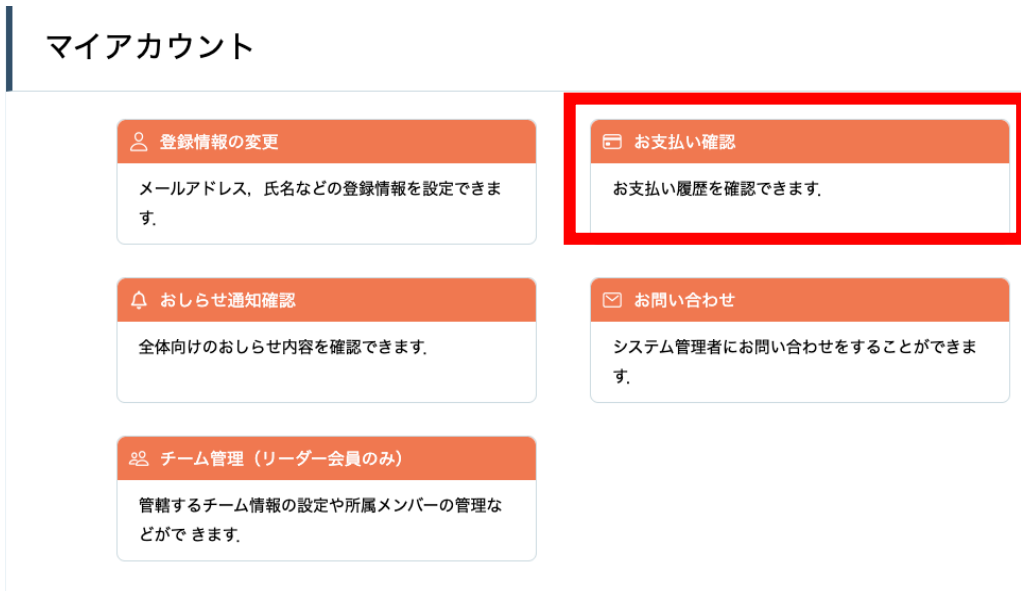 マイアカウント
登録情報の変更
メールアドレス，氏名などの登録情報を設定できま
す．
お支払い確認
お支払い履歴を確認できます．
おしらせ通知確認
全体向けのおしらせ内容を確認できます．
お問い合わせ
システム管理者にお問い合わせをすることができま
す．
チーム管理（リーダー会員のみ）
管轄するチーム情報の設定や所属メンバーの管理な
どがで きます．